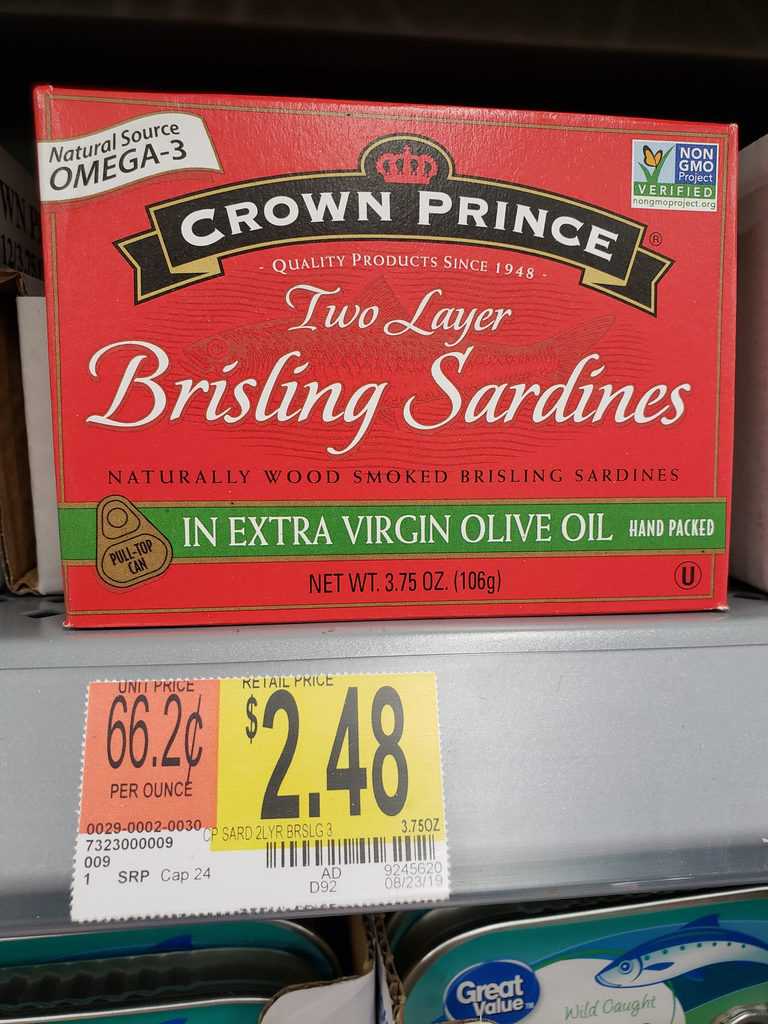 Natural Source
OMEGA-3
NON
GMO
Project
VERIFIED
nongmoproject.org
CROWN PRINCE®
- QUALITY PRODUCTS SINCE 1948 -
Two Layer
Brisling Sardines
NATURALLY WOOD SMOKED BRISLING SARDINES
PULL-TOP
CAN
IN EXTRA VIRGIN OLIVE OIL HAND PACKED
NET WT. 3.75 OZ. (106g)
U
UNIT PRICE RETAIL PRICE
66.2¢ $2.48
PER OUNCE
0029-0002-0030 CP SARD 2LYR BRSLG 3 3.75OZ
7323000009
009
1 SRP Cap 24 AD 9245620
D92 08/23/19
Great
Value™
Wild Caught